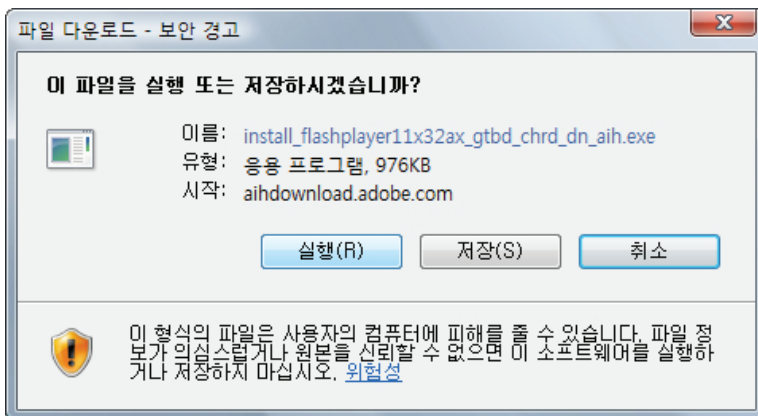 파일 다운로드 - 보안 경고
이 파일을 실행 또는 저장하시겠습니까?
이름: install_flashplayer11x32ax_gtbd_chrd_dn_aih.exe
유형: 응용 프로그램, 976KB
시작: aihdownload.adobe.com
실행(R) 저장(S) 취소
이 형식의 파일은 사용자의 컴퓨터에 피해를 줄 수 있습니다. 파일 정
보가 의심스럽거나 원본을 신뢰할 수 없으면 이 소프트웨어를 실행하
거나 저장하지 마십시오. 위험성